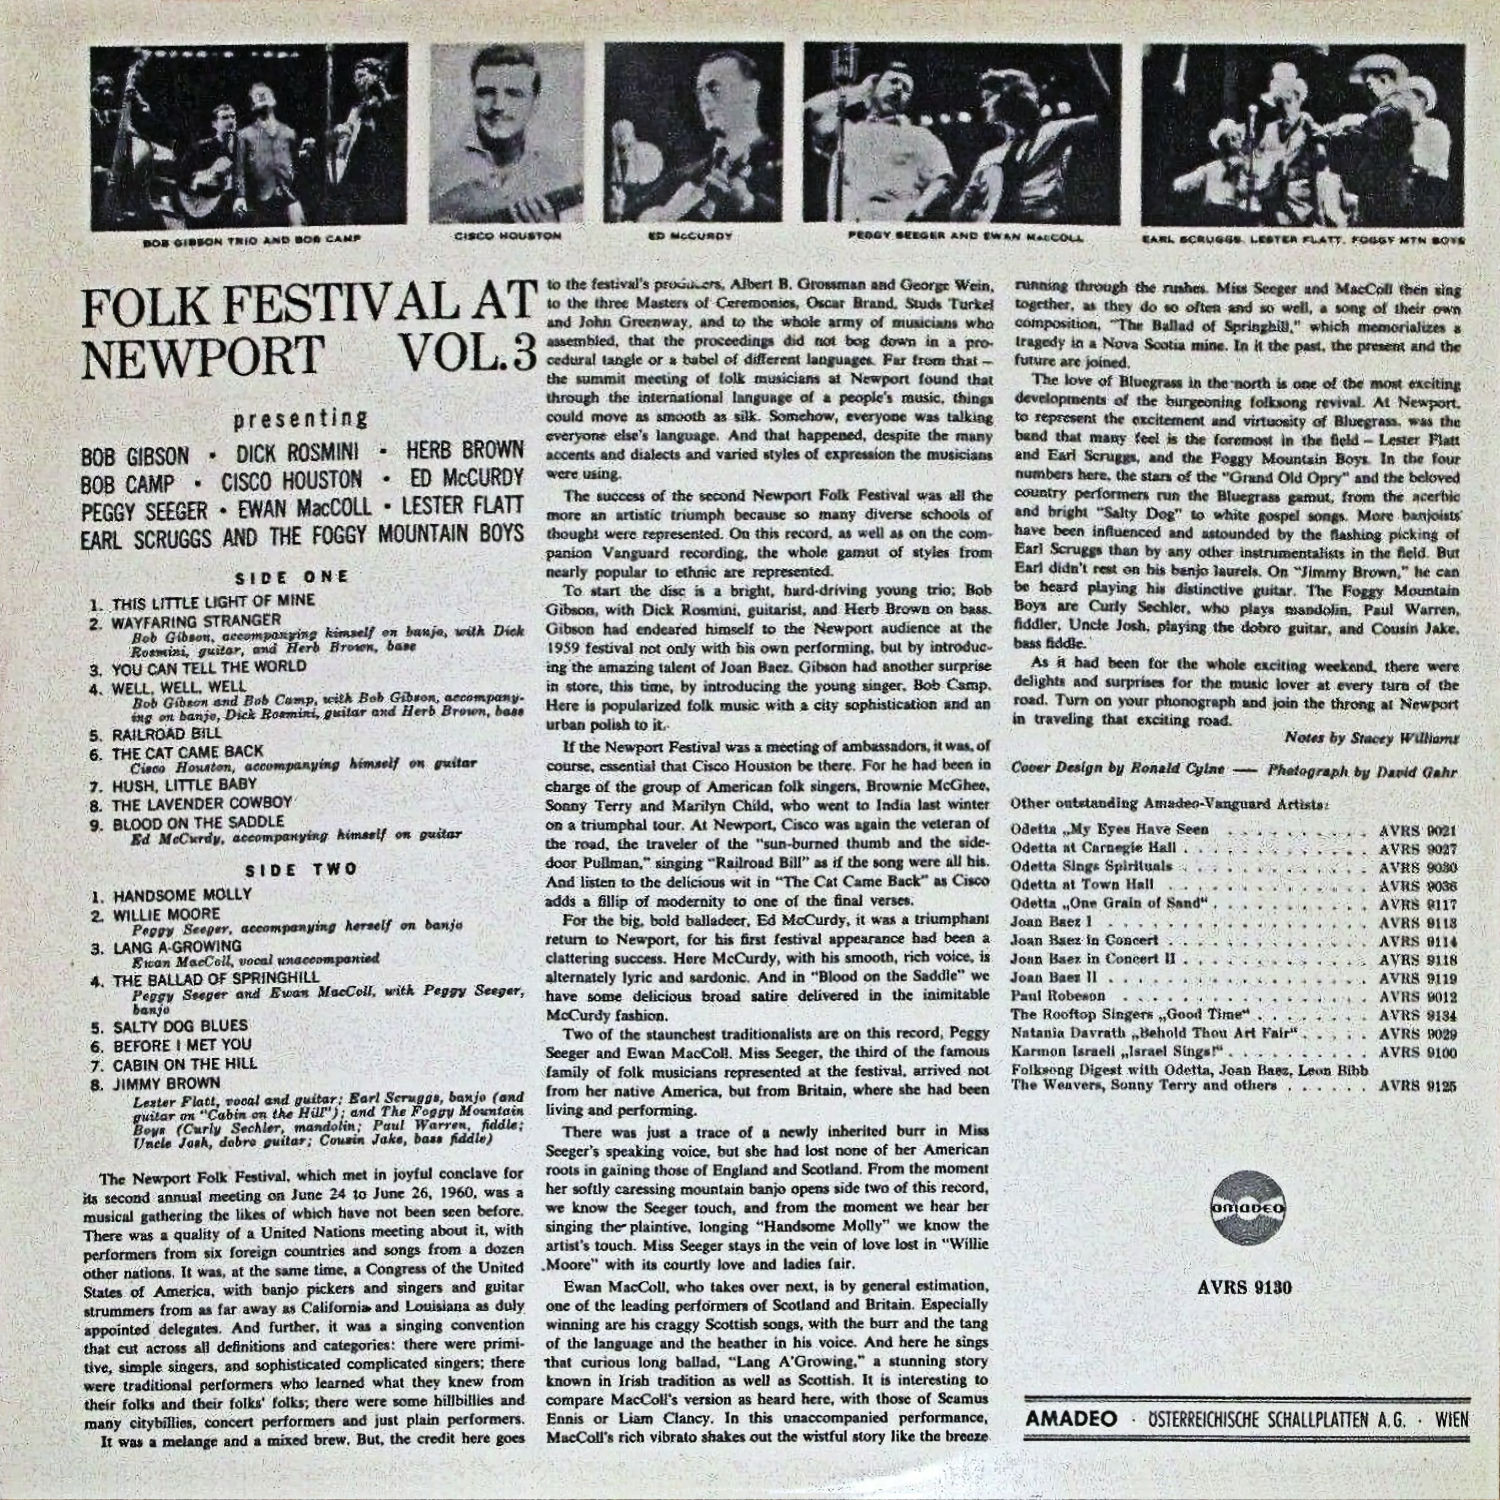 BOB GIBSON TRIO AND BOB CAMP
CISCO HOUSTON
ED McCURDY
PEGGY SEEGER AND EWAN MACCOLL
EARL SCRUGGS, LESTER FLATT, FOGGY MTN BOYS
FOLK FESTIVAL AT
NEWPORT VOL.3
presenting
BOB GIBSON • DICK ROSMINI • HERB BROWN
BOB CAMP • CISCO HOUSTON • ED McCURDY
PEGGY SEEGER • EWAN MacCOLL • LESTER FLATT
EARL SCRUGGS AND THE FOGGY MOUNTAIN BOYS
SIDE ONE
1. THIS LITTLE LIGHT OF MINE
2. WAYFARING STRANGER
Bob Gibson, accompanying himself on banjo, with Dick
Rosmini, guitar, and Herb Brown, bass
3. YOU CAN TELL THE WORLD
4. WELL, WELL, WELL
Bob Gibson and Bob Camp, with Bob Gibson, accompany-
ing on banjo, Dick Rosmini, guitar and Herb Brown, bass
5. RAILROAD BILL
6. THE CAT CAME BACK
Cisco Houston, accompanying himself on guitar
7. HUSH, LITTLE BABY
8. THE LAVENDER COWBOY
9. BLOOD ON THE SADDLE
Ed McCurdy, accompanying himself on guitar
SIDE TWO
1. HANDSOME MOLLY
2. WILLIE MOORE
Peggy Seeger, accompanying herself on banjo
3. LANG A-GROWING
Ewan MacColl, vocal unaccompanied
4. THE BALLAD OF SPRINGHILL
Peggy Seeger and Ewan MacColl, with Peggy Seeger,
banjo
5. SALTY DOG BLUES
6. BEFORE I MET YOU
7. CABIN ON THE HILL
8. JIMMY BROWN
Lester Flatt, vocal and guitar; Earl Scruggs, banjo (and
guitar on "Cabin on the Hill"); and The Foggy Mountain
Boys (Curly Sechler, mandolin; Paul Warren, fiddle;
Uncle Josh, dobro guitar; Cousin Jake, bass fiddle)
The Newport Folk Festival, which met in joyful conclave for
its second annual meeting on June 24 to June 26, 1960, was a
musical gathering the likes of which have not been seen before.
There was a quality of a United Nations meeting about it, with
performers from six foreign countries and songs from a dozen
other nations. It was, at the same time, a Congress of the United
States of America, with banjo pickers and singers and guitar
strummers from as far away as California and Louisiana as duly
appointed delegates. And further, it was a singing convention
that cut across all definitions and categories: there were primi-
tive, simple singers, and sophisticated complicated singers; there
were traditional performers who learned what they knew from
their folks and their folks' folks; there were some hillbillies and
many citybillies, concert performers and just plain performers.
It was a melange and a mixed brew. But, the credit here goes
to the festival's producers, Albert B. Grossman and George Wein,
to the three Masters of Ceremonies, Oscar Brand, Studs Turkel
and John Greenway, and to the whole army of musicians who
assembled, that the proceedings did not bog down in a pro-
cedural tangle or a babel of different languages. Far from that –
the summit meeting of folk musicians at Newport found that
through the international language of a people's music, things
could move as smooth as silk. Somehow, everyone was talking
everyone else's language. And that happened, despite the many
accents and dialects and varied styles of expression the musicians
were using.
The success of the second Newport Folk Festival was all the
more an artistic triumph because so many diverse schools of
thought were represented. On this record, as well as on the com-
panion Vanguard recording, the whole gamut of styles from
nearly popular to ethnic are represented.
To start the disc is a bright, hard-driving young trio; Bob
Gibson, with Dick Rosmini, guitarist, and Herb Brown on bass.
Gibson had endeared himself to the Newport audience at the
1959 festival not only with his own performing, but by introduc-
ing the amazing talent of Joan Baez. Gibson had another surprise
in store, this time, by introducing the young singer, Bob Camp.
Here is popularized folk music with a city sophistication and an
urban polish to it.
If the Newport Festival was a meeting of ambassadors, it was, of
course, essential that Cisco Houston be there. For he had been in
charge of the group of American folk singers, Brownie McGhee,
Sonny Terry and Marilyn Child, who went to India last winter
on a triumphal tour. At Newport, Cisco was again the veteran of
the road, the traveler of the "sun-burned thumb and the side-
door Pullman," singing "Railroad Bill" as if the song were all his.
And listen to the delicious wit in "The Cat Came Back" as Cisco
adds a fillip of modernity to one of the final verses.
For the big, bold balladeer, Ed McCurdy, it was a triumphant
return to Newport, for his first festival appearance had been a
clattering success. Here McCurdy, with his smooth, rich voice, is
alternately lyric and sardonic. And in "Blood on the Saddle" we
have some delicious broad satire delivered in the inimitable
McCurdy fashion.
Two of the staunchest traditionalists are on this record, Peggy
Seeger and Ewan MacColl. Miss Seeger, the third of the famous
family of folk musicians represented at the festival, arrived not
from her native America, but from Britain, where she had been
living and performing.
There was just a trace of a newly inherited burr in Miss
Seeger's speaking voice, but she had lost none of her American
roots in gaining those of England and Scotland. From the moment
her softly caressing mountain banjo opens side two of this record,
we know the Seeger touch, and from the moment we hear her
singing the plaintive, longing "Handsome Molly" we know the
artist's touch. Miss Seeger stays in the vein of love lost in "Willie
Moore" with its courtly love and ladies fair.
Ewan MacColl, who takes over next, is by general estimation,
one of the leading performers of Scotland and Britain. Especially
winning are his craggy Scottish songs, with the burr and the tang
of the language and the heather in his voice. And here he sings
that curious long ballad, "Lang A'Growing," a stunning story
known in Irish tradition as well as Scottish. It is interesting to
compare MacColl's version as heard here, with those of Seamus
Ennis or Liam Clancy. In this unaccompanied performance,
MacColl's rich vibrato shakes out the wistful story like the breeze
running through the rushes. Miss Seeger and MacColl then sing
together, as they do so often and so well, a song of their own
composition, "The Ballad of Springhill," which memorializes a
tragedy in a Nova Scotia mine. In it the past, the present and the
future are joined.
The love of Bluegrass in the north is one of the most exciting
developments of the burgeoning folksong revival. At Newport,
to represent the excitement and virtuosity of Bluegrass, was the
band that many feel is the foremost in the field – Lester Flatt
and Earl Scruggs, and the Foggy Mountain Boys. In the four
numbers here, the stars of the "Grand Old Opry" and the beloved
country performers run the Bluegrass gamut, from the acerbic
and bright "Salty Dog" to white gospel songs. More banjoists
have been influenced and astounded by the flashing picking of
Earl Scruggs than by any other instrumentalists in the field. But
Earl didn't rest on his banjo laurels. On "Jimmy Brown," he can
be heard playing his distinctive guitar. The Foggy Mountain
Boys are Curly Sechler, who plays mandolin, Paul Warren,
fiddler, Uncle Josh, playing the dobro guitar, and Cousin Jake,
bass fiddle.
As it had been for the whole exciting weekend, there were
delights and surprises for the music lover at every turn of the
road. Turn on your phonograph and join the throng at Newport
in traveling that exciting road.
Notes by Stacey Williams
Cover Design by Ronald Cylne — Photograph by David Gahr
Other outstanding Amadeo-Vanguard Artists:
Odetta „My Eyes Have Seen . . . . . . . . . . AVRS 9021
Odetta at Carnegie Hall . . . . . . . . . . . . AVRS 9027
Odetta Sings Spirituals . . . . . . . . . . . . AVRS 9030
Odetta at Town Hall . . . . . . . . . . . . . AVRS 9036
Odetta „One Grain of Sand“ . . . . . . . . . . AVRS 9117
Joan Baez I . . . . . . . . . . . . . . . . . AVRS 9113
Joan Baez in Concert . . . . . . . . . . . . . AVRS 9114
Joan Baez in Concert II . . . . . . . . . . . . AVRS 9118
Joan Baez II . . . . . . . . . . . . . . . . . AVRS 9119
Paul Robeson . . . . . . . . . . . . . . . . AVRS 9012
The Rooftop Singers „Good Time“ . . . . . . . AVRS 9134
Natania Davrath „Behold Thou Art Fair“ . . . . . AVRS 9029
Karmon Israeli „Israel Sings!“ . . . . . . . . . . AVRS 9100
Folksong Digest with Odetta, Joan Baez, Leon Bibb
The Weavers, Sonny Terry and others . . . . . . AVRS 9125
amadeo
AVRS 9130
AMADEO · ÖSTERREICHISCHE SCHALLPLATTEN A.G. · WIEN